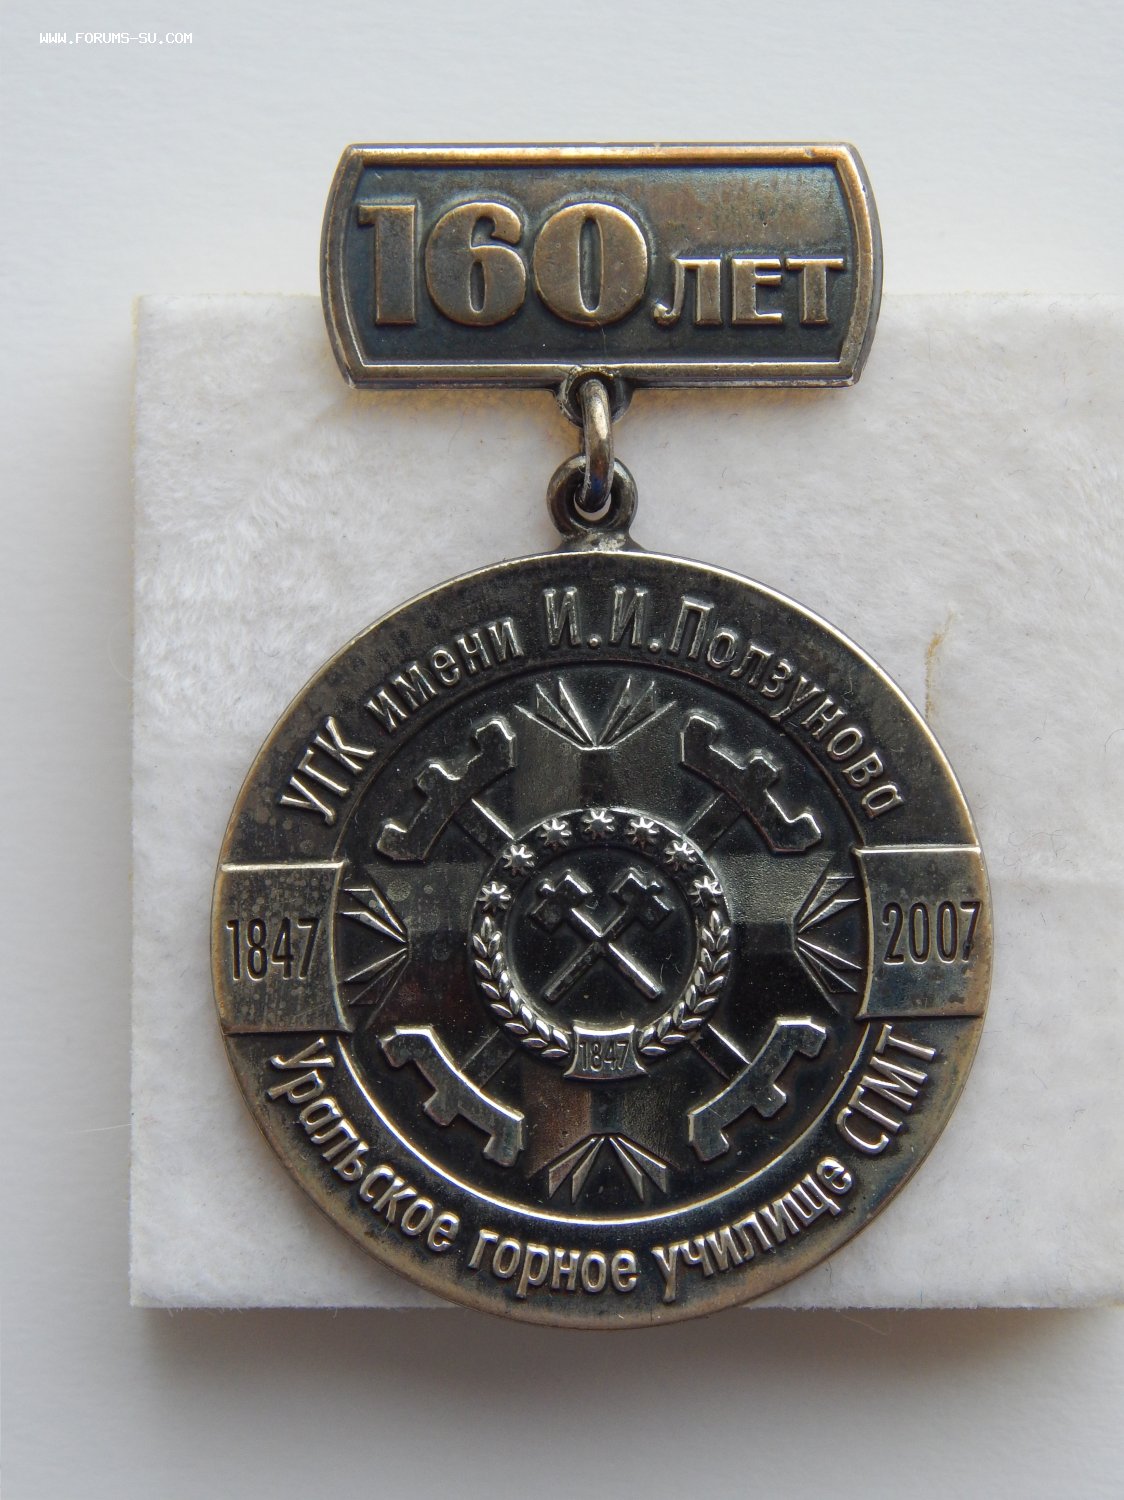 WWW.FORUMS-SU.COM
160 ЛЕТ
УГК имени И.И.Ползунова
1847
2007
1847
Уральское горное училище СГМТ